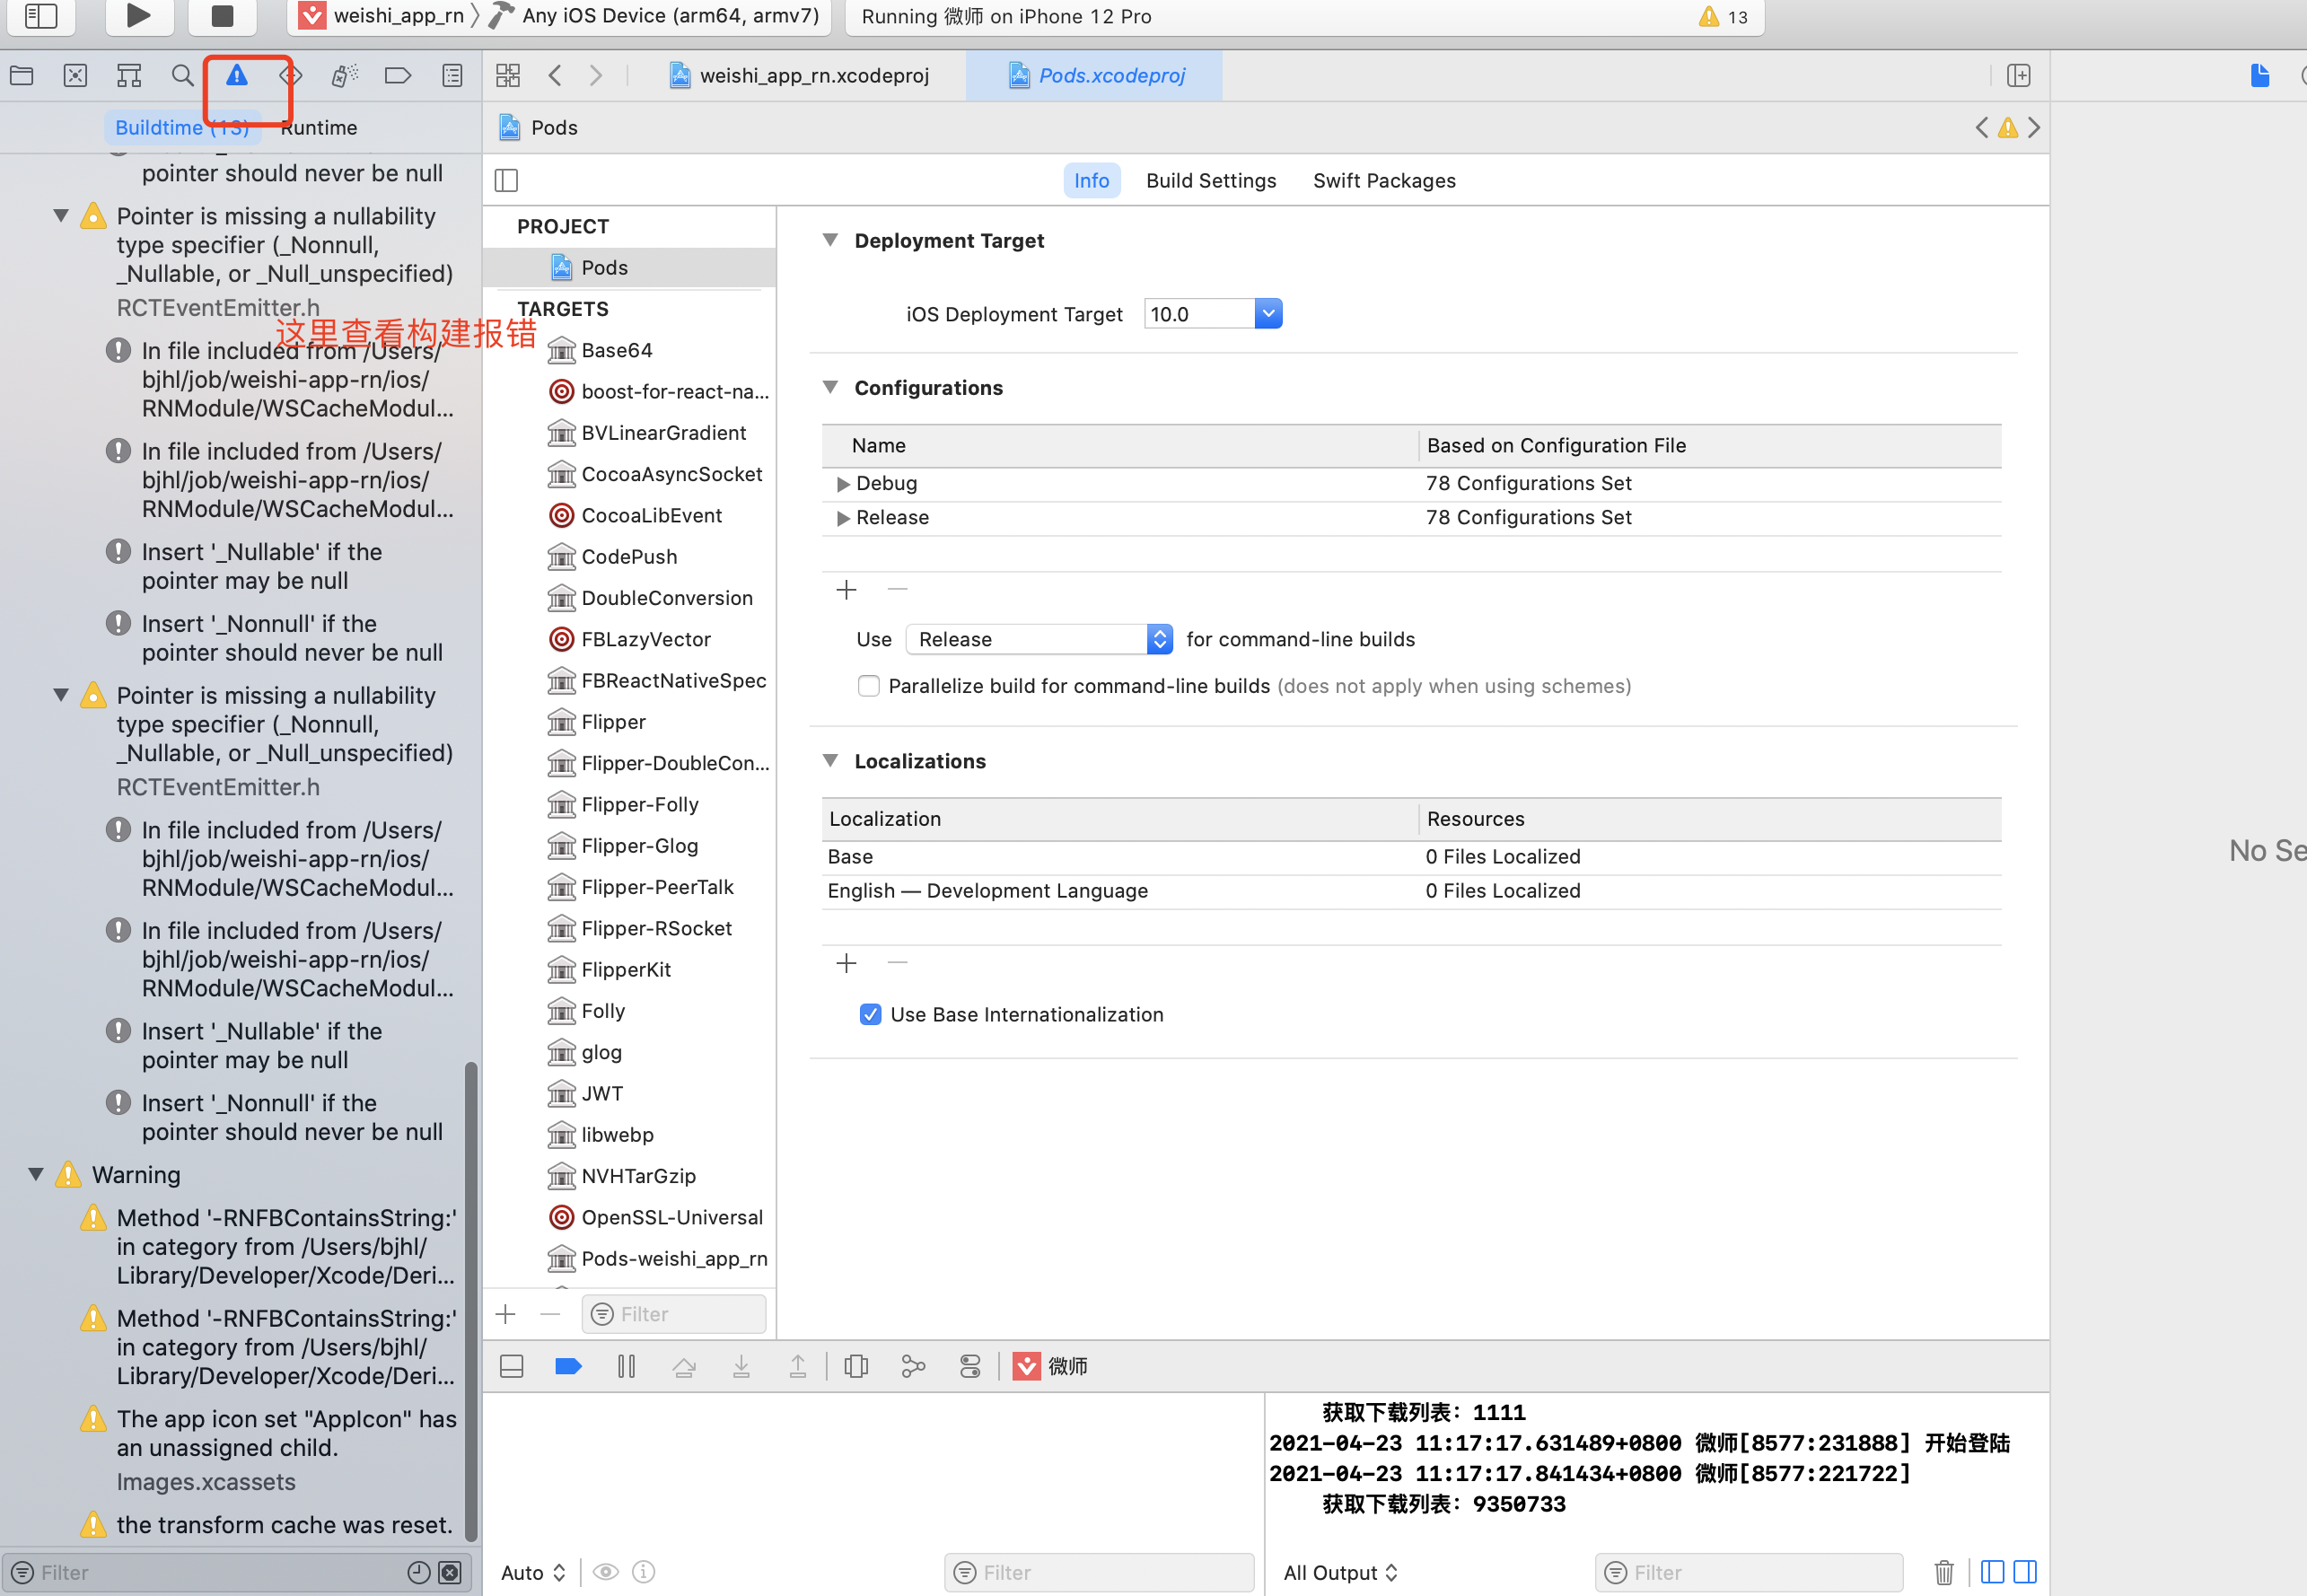 weishi_app_rn
Any iOS Device (arm64, armv7)
Running 微师 on iPhone 12 Pro
13
weishi_app_rn.xcodeproj
Pods.xcodeproj
Buildtime (13)
Runtime
Pods
pointer should never be null
Pointer is missing a nullability
type specifier (_Nonnull,
_Nullable, or _Null_unspecified)
RCTEventEmitter.h
这里查看构建报错
In file included from /Users/
bjhl/job/weishi-app-rn/ios/
RNModule/WSCacheModul...
In file included from /Users/
bjhl/job/weishi-app-rn/ios/
RNModule/WSCacheModul...
Insert '_Nullable' if the
pointer may be null
Insert '_Nonnull' if the
pointer should never be null
Pointer is missing a nullability
type specifier (_Nonnull,
_Nullable, or _Null_unspecified)
RCTEventEmitter.h
In file included from /Users/
bjhl/job/weishi-app-rn/ios/
RNModule/WSCacheModul...
In file included from /Users/
bjhl/job/weishi-app-rn/ios/
RNModule/WSCacheModul...
Insert '_Nullable' if the
pointer may be null
Insert '_Nonnull' if the
pointer should never be null
Warning
Method '-RNFBContainsString:'
in category from /Users/bjhl/
Library/Developer/Xcode/Deri...
Method '-RNFBContainsString:'
in category from /Users/bjhl/
Library/Developer/Xcode/Deri...
The app icon set "AppIcon" has
an unassigned child.
Images.xcassets
the transform cache was reset.
Filter
PROJECT
Pods
TARGETS
Base64
boost-for-react-na...
BVLinearGradient
CocoaAsyncSocket
CocoaLibEvent
CodePush
DoubleConversion
FBLazyVector
FBReactNativeSpec
Flipper
Flipper-DoubleCon...
Flipper-Folly
Flipper-Glog
Flipper-PeerTalk
Flipper-RSocket
FlipperKit
Folly
glog
JWT
libwebp
NVHTarGzip
OpenSSL-Universal
Pods-weishi_app_rn
Filter
Info
Build Settings
Swift Packages
Deployment Target
iOS Deployment Target
10.0
Configurations
Name
Based on Configuration File
Debug
78 Configurations Set
Release
78 Configurations Set
Use
Release
for command-line builds
Parallelize build for command-line builds (does not apply when using schemes)
Localizations
Localization
Resources
Base
0 Files Localized
English — Development Language
0 Files Localized
Use Base Internationalization
No Se
微师
获取下载列表：1111
2021-04-23 11:17:17.631489+0800 微师[8577:231888] 开始登陆
2021-04-23 11:17:17.841434+0800 微师[8577:221722]
获取下载列表：9350733
Auto
Filter
All Output
Filter